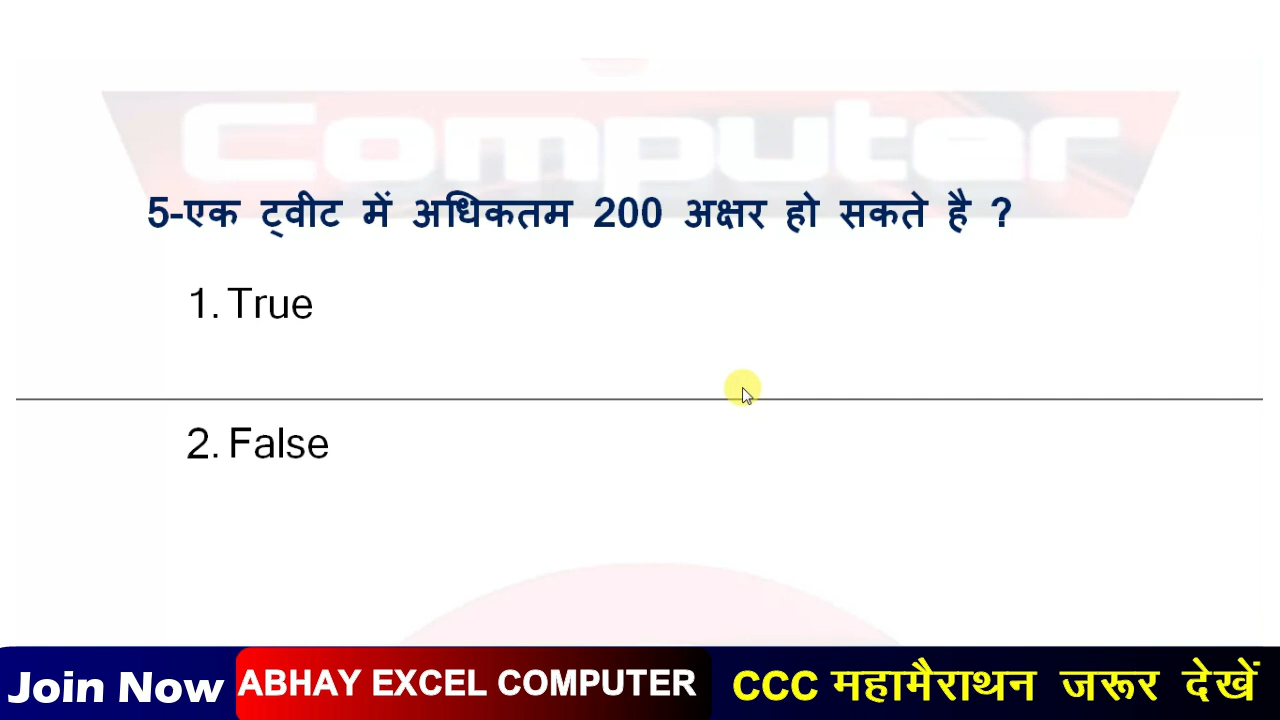 Computer
5-एक ट्वीट में अधिकतम 200 अक्षर हो सकते है ?
1. True
2. False
Join Now ABHAY EXCEL COMPUTER CCC महामैराथन जरूर देखें